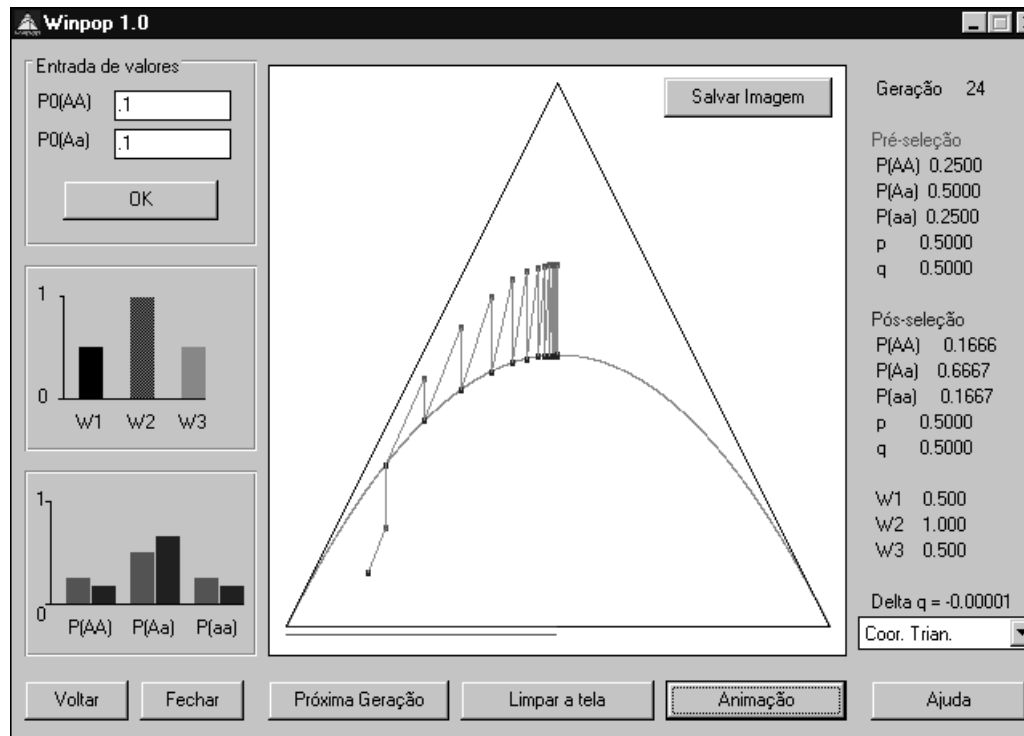 Winpop 1.0
Entrada de valores
P0(AA) .1
P0(Aa) .1
OK
1
0
W1 W2 W3
1
0
P(AA) P(Aa) P(aa)
Salvar Imagem
Geração 24
Pré-seleção
P(AA) 0.2500
P(Aa) 0.5000
P(aa) 0.2500
p 0.5000
q 0.5000
Pós-seleção
P(AA) 0.1666
P(Aa) 0.6667
P(aa) 0.1667
p 0.5000
q 0.5000
W1 0.500
W2 1.000
W3 0.500
Delta q = -0.00001
Coor. Trian.
Voltar Fechar Próxima Geração Limpar a tela Animação Ajuda